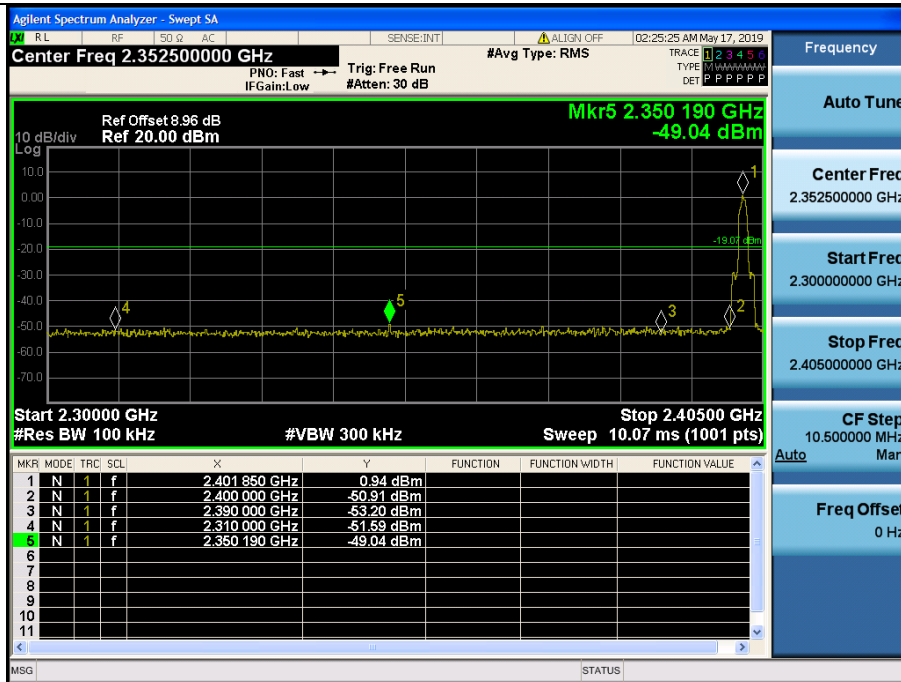 Agilent Spectrum Analyzer - Swept SA
LXI RL RF 50 Ω AC SENSE:INT ALIGN OFF 02:25:25 AM May 17, 2019
Center Freq 2.352500000 GHz
PNO: Fast
IFGain:Low
Trig: Free Run
#Atten: 30 dB
#Avg Type: RMS
TRACE 1 2 3 4 5 6
TYPE M W W W W W
DET P P P P P P
Mkr5 2.350 190 GHz
-49.04 dBm
Ref Offset 8.96 dB
10 dB/div Ref 20.00 dBm
Log
10.0
0.00
-10.0
-20.0
-30.0
-40.0
-50.0
-60.0
-70.0
-19.07 dBm
1
4
5
3
2
Start 2.30000 GHz Stop 2.40500 GHz
#Res BW 100 kHz #VBW 300 kHz Sweep 10.07 ms (1001 pts)
MKR MODE TRC SCL X Y FUNCTION FUNCTION WIDTH FUNCTION VALUE
1 N 1 f 2.401 850 GHz 0.94 dBm
2 N 1 f 2.400 000 GHz -50.91 dBm
3 N 1 f 2.390 000 GHz -53.20 dBm
4 N 1 f 2.310 000 GHz -51.59 dBm
5 N 1 f 2.350 190 GHz -49.04 dBm
6
7
8
9
10
11
MSG STATUS
Frequency
Auto Tune
Center Freq
2.352500000 GHz
Start Freq
2.300000000 GHz
Stop Freq
2.405000000 GHz
CF Step
10.500000 MHz
Auto Man
Freq Offset
0 Hz